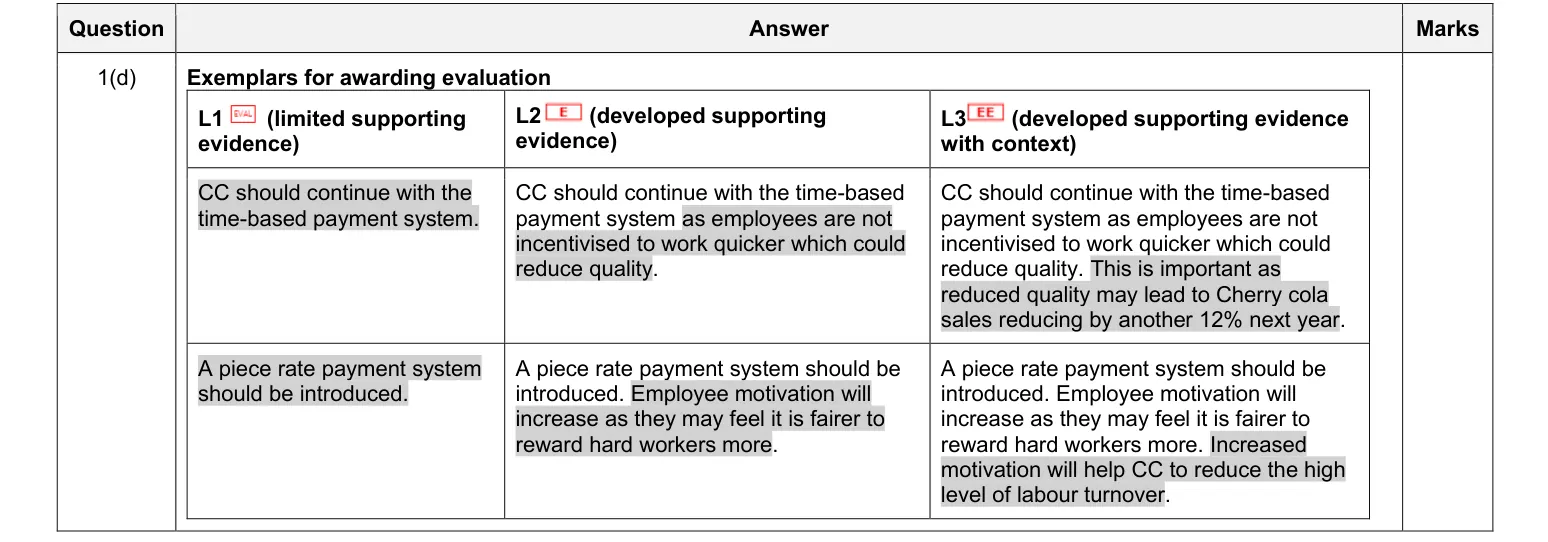 Question Answer Marks
1(d) Exemplars for awarding evaluation
L1 EVAL (limited supporting
evidence)
L2 E (developed supporting
evidence)
L3 EE (developed supporting evidence
with context)
CC should continue with the
time-based payment system.
CC should continue with the time-based
payment system as employees are not
incentivised to work quicker which could
reduce quality.
CC should continue with the time-based
payment system as employees are not
incentivised to work quicker which could
reduce quality. This is important as
reduced quality may lead to Cherry cola
sales reducing by another 12% next year.
A piece rate payment system
should be introduced.
A piece rate payment system should be
introduced. Employee motivation will
increase as they may feel it is fairer to
reward hard workers more.
A piece rate payment system should be
introduced. Employee motivation will
increase as they may feel it is fairer to
reward hard workers more. Increased
motivation will help CC to reduce the high
level of labour turnover.